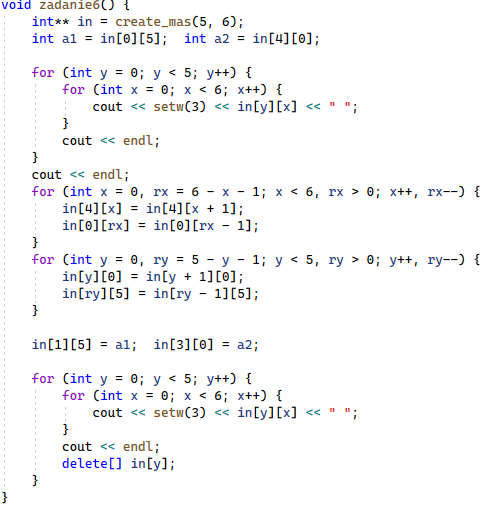 void zadanie6() {
    int** in = create_mas(5, 6);
    int a1 = in[0][5];  int a2 = in[4][0];

    for (int y = 0; y < 5; y++) {
        for (int x = 0; x < 6; x++) {
            cout << setw(3) << in[y][x] << " ";
        }
        cout << endl;
    }
    cout << endl;
    for (int x = 0, rx = 6 - x - 1; x < 6, rx > 0; x++, rx--) {
        in[4][x] = in[4][x + 1];
        in[0][rx] = in[0][rx - 1];
    }
    for (int y = 0, ry = 5 - y - 1; y < 5, ry > 0; y++, ry--) {
        in[y][0] = in[y + 1][0];
        in[ry][5] = in[ry - 1][5];
    }

    in[1][5] = a1;  in[3][0] = a2;

    for (int y = 0; y < 5; y++) {
        for (int x = 0; x < 6; x++) {
            cout << setw(3) << in[y][x] << " ";
        }
        cout << endl;
        delete[] in[y];
    }
}